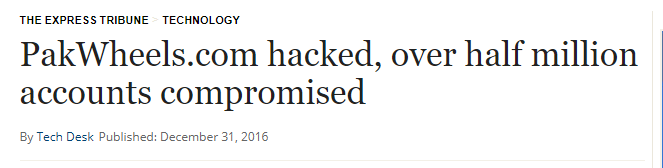 THE EXPRESS TRIBUNE TECHNOLOGY
PakWheels.com hacked, over half million
accounts compromised
By Tech Desk Published: December 31, 2016